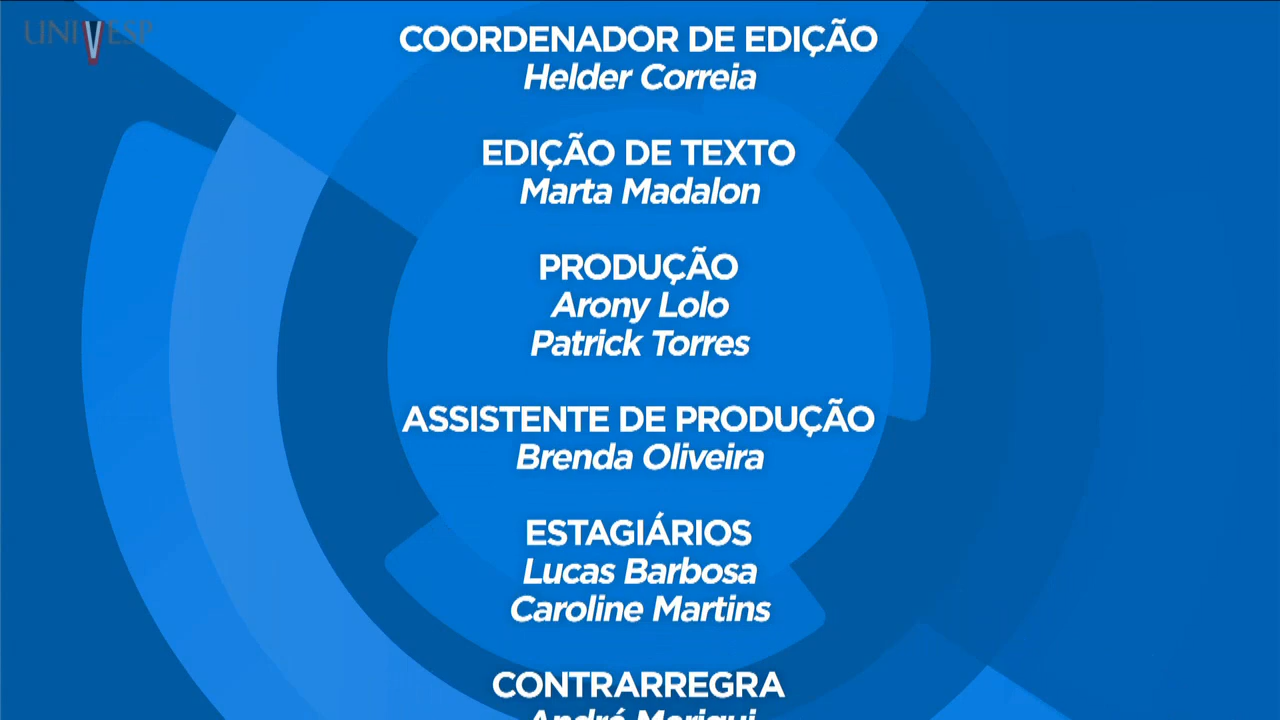 UNIVESP
COORDENADOR DE EDIÇÃO
Helder Correia
EDIÇÃO DE TEXTO
Marta Madalon
PRODUÇÃO
Arony Lolo
Patrick Torres
ASSISTENTE DE PRODUÇÃO
Brenda Oliveira
ESTAGIÁRIOS
Lucas Barbosa
Caroline Martins
CONTRARREGRA
André